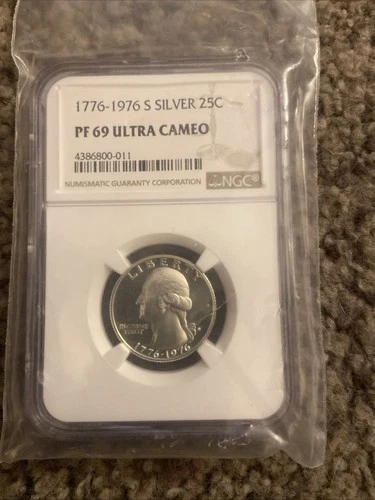 1776-1976 S SILVER 25C
PF 69 ULTRA CAMEO
4386800-011
NUMISMATIC GUARANTY CORPORATION
NGC®
LIBERTY
IN GOD WE
TRUST
1776-1976